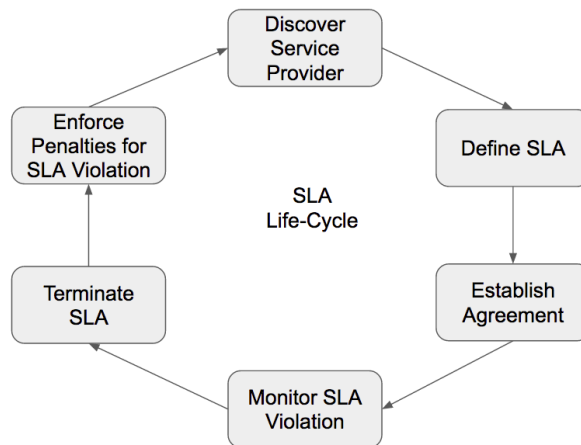 Discover
Service
Provider
Define SLA
Establish
Agreement
Monitor SLA
Violation
Terminate
SLA
Enforce
Penalties for
SLA Violation
SLA
Life-Cycle